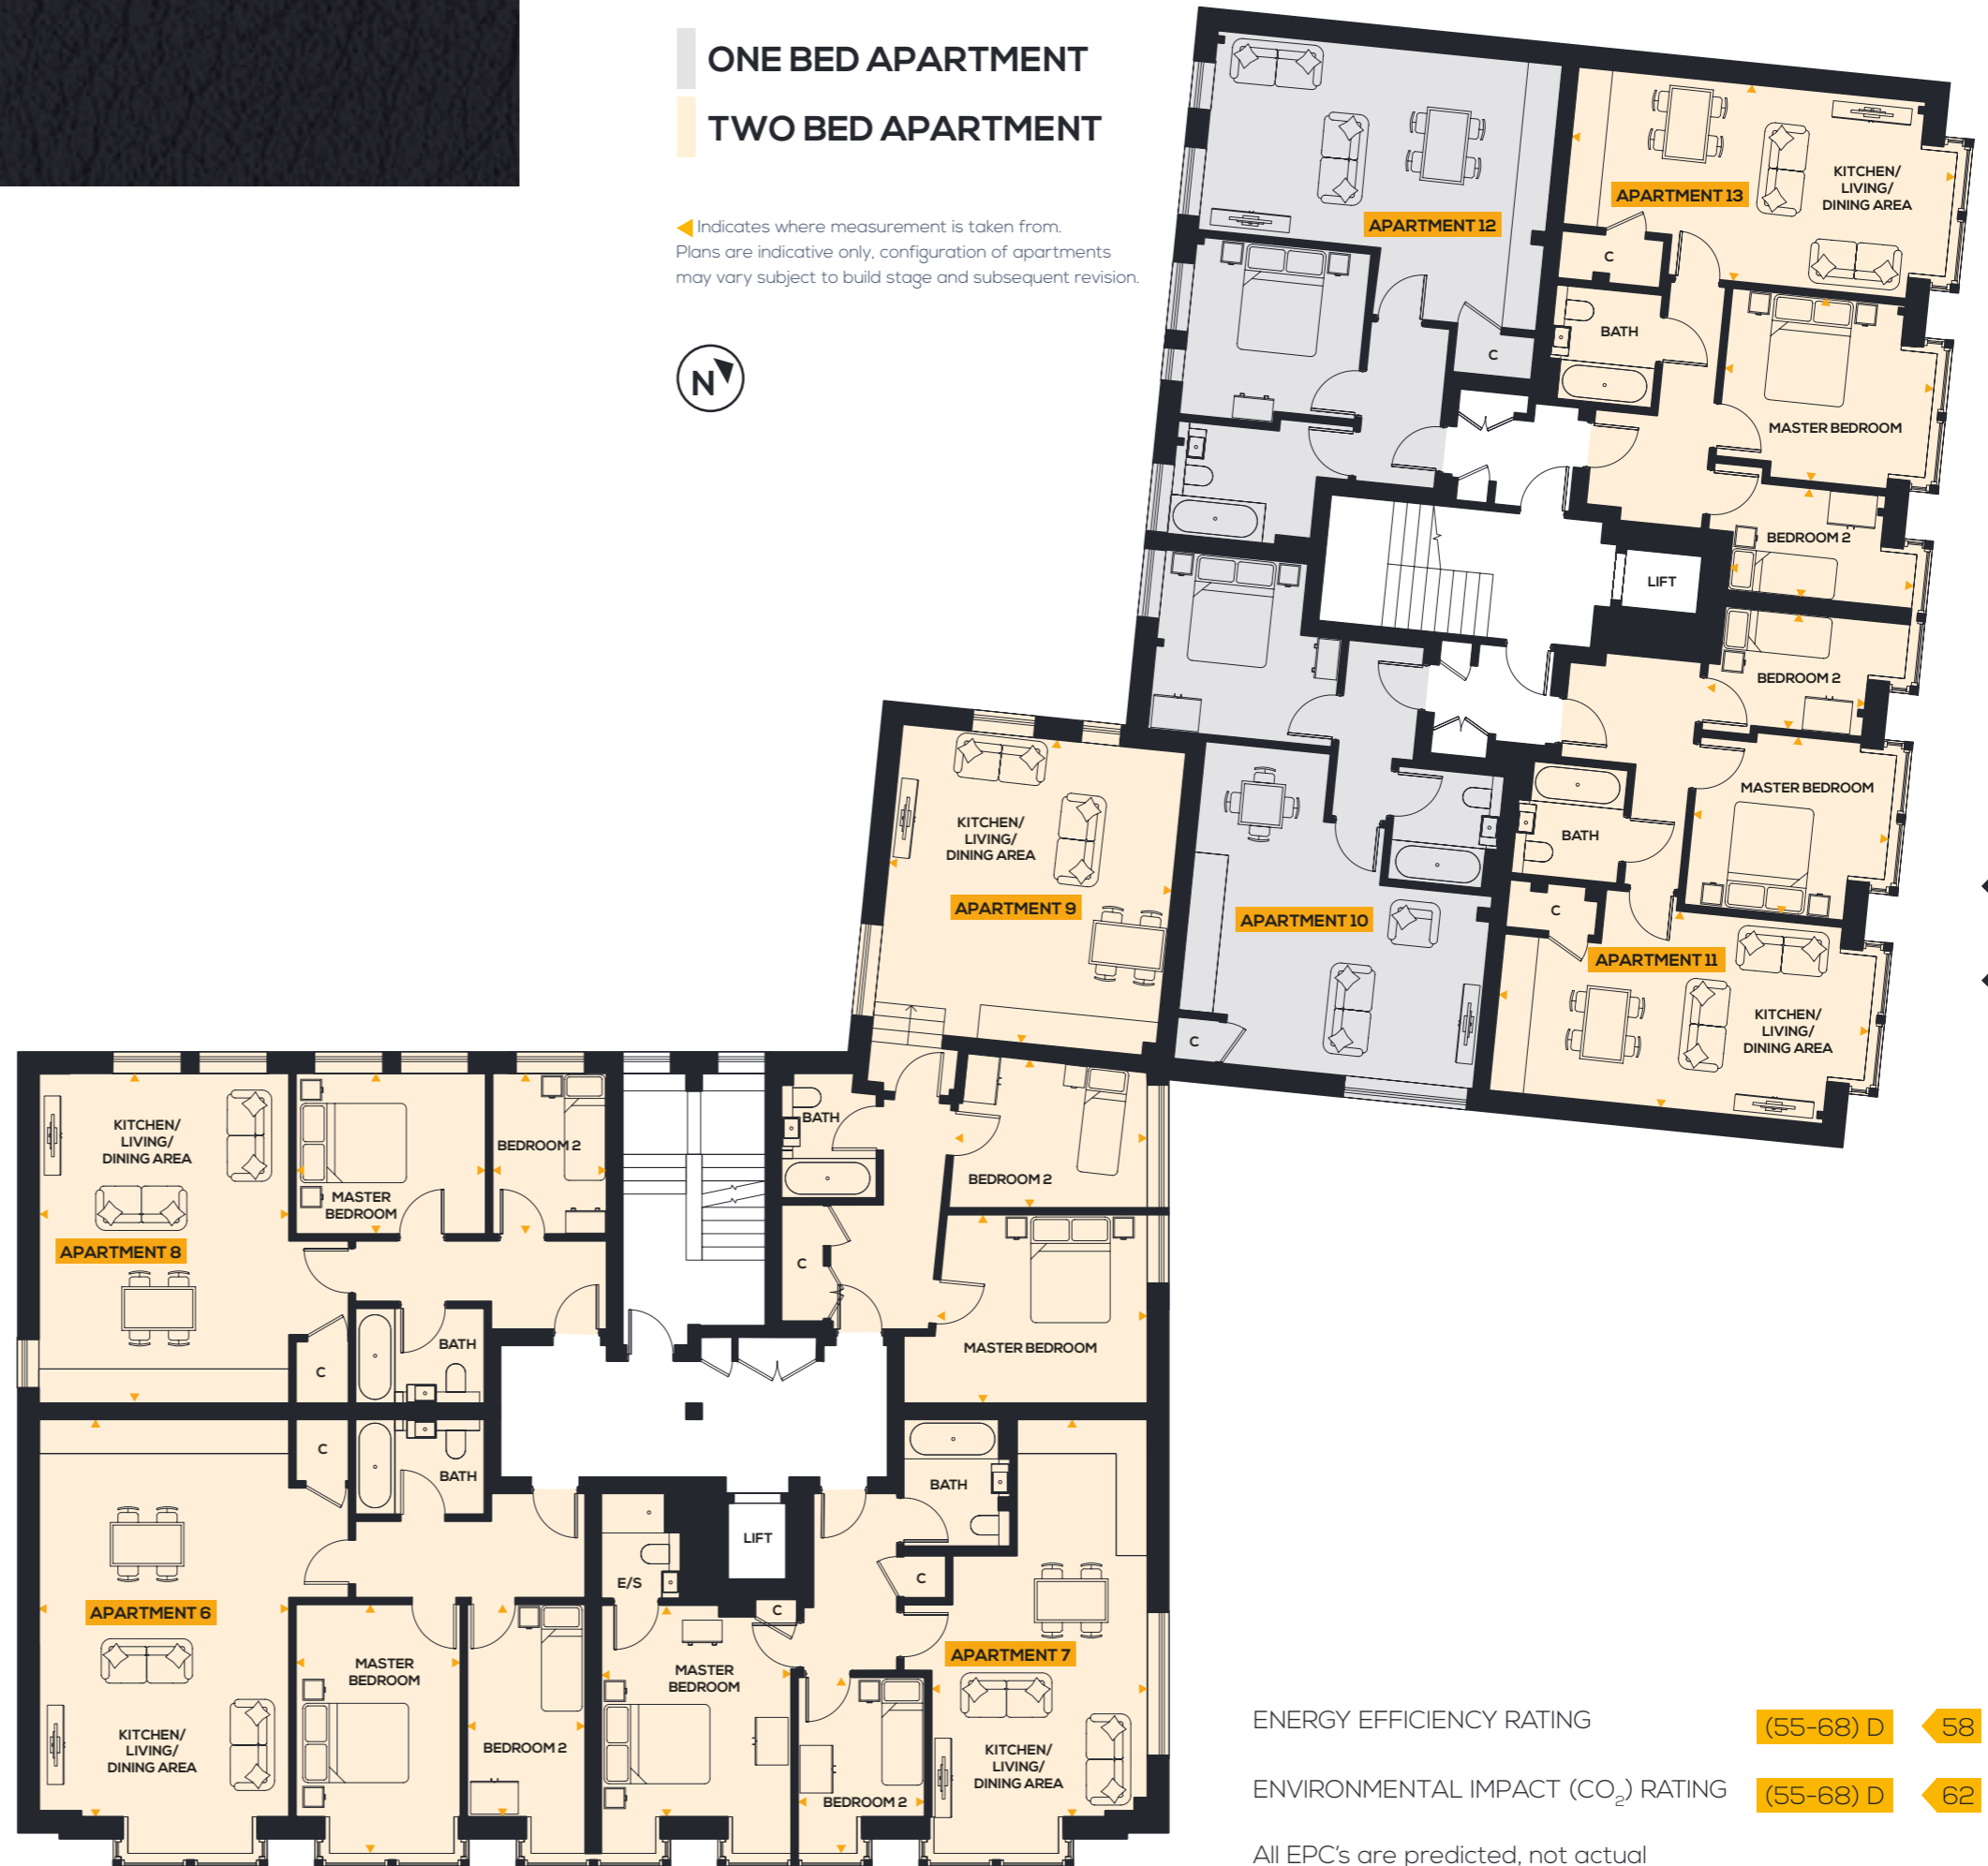 ONE BED APARTMENT
TWO BED APARTMENT
Indicates where measurement is taken from.
Plans are indicative only, configuration of apartments
may vary subject to build stage and subsequent revision.
N
APARTMENT 12
C
APARTMENT 13
KITCHEN/
LIVING/
DINING AREA
C
BATH
MASTER BEDROOM
BEDROOM 2
LIFT
BEDROOM 2
MASTER BEDROOM
BATH
C
APARTMENT 11
KITCHEN/
LIVING/
DINING AREA
APARTMENT 10
C
KITCHEN/
LIVING/
DINING AREA
APARTMENT 9
BATH
BEDROOM 2
C
MASTER BEDROOM
KITCHEN/
LIVING/
DINING AREA
APARTMENT 8
MASTER
BEDROOM
BEDROOM 2
BATH
C
C
BATH
APARTMENT 6
KITCHEN/
LIVING/
DINING AREA
MASTER
BEDROOM
BEDROOM 2
E/S
LIFT
C
MASTER
BEDROOM
BATH
C
APARTMENT 7
BEDROOM 2
KITCHEN/
LIVING/
DINING AREA
ENERGY EFFICIENCY RATING (55-68) D 58
ENVIRONMENTAL IMPACT (CO₂) RATING (55-68) D 62
All EPC's are predicted, not actual